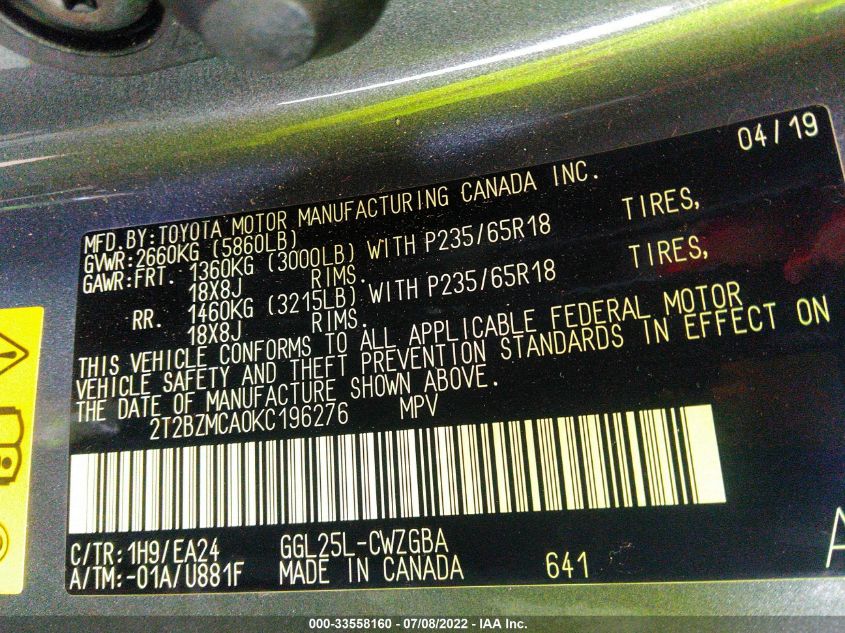 04/19
MFD.BY:TOYOTA MOTOR MANUFACTURING CANADA INC.
GVWR:2660KG (5860LB)
GAWR:FRT. 1360KG (3000LB) WITH P235/65R18 TIRES,
18X8J RIMS.
RR. 1460KG (3215LB) WITH P235/65R18 TIRES,
18X8J RIMS.
THIS VEHICLE CONFORMS TO ALL APPLICABLE FEDERAL MOTOR
VEHICLE SAFETY AND THEFT PREVENTION STANDARDS IN EFFECT ON
THE DATE OF MANUFACTURE SHOWN ABOVE.
2T2BZMCA0KC196276 MPV
C/TR:1H9/EA24 GGL25L-CWZGBA
A/TM:-01A/U881F MADE IN CANADA 641
A
000-33558160 - 07/08/2022 - IAA Inc.